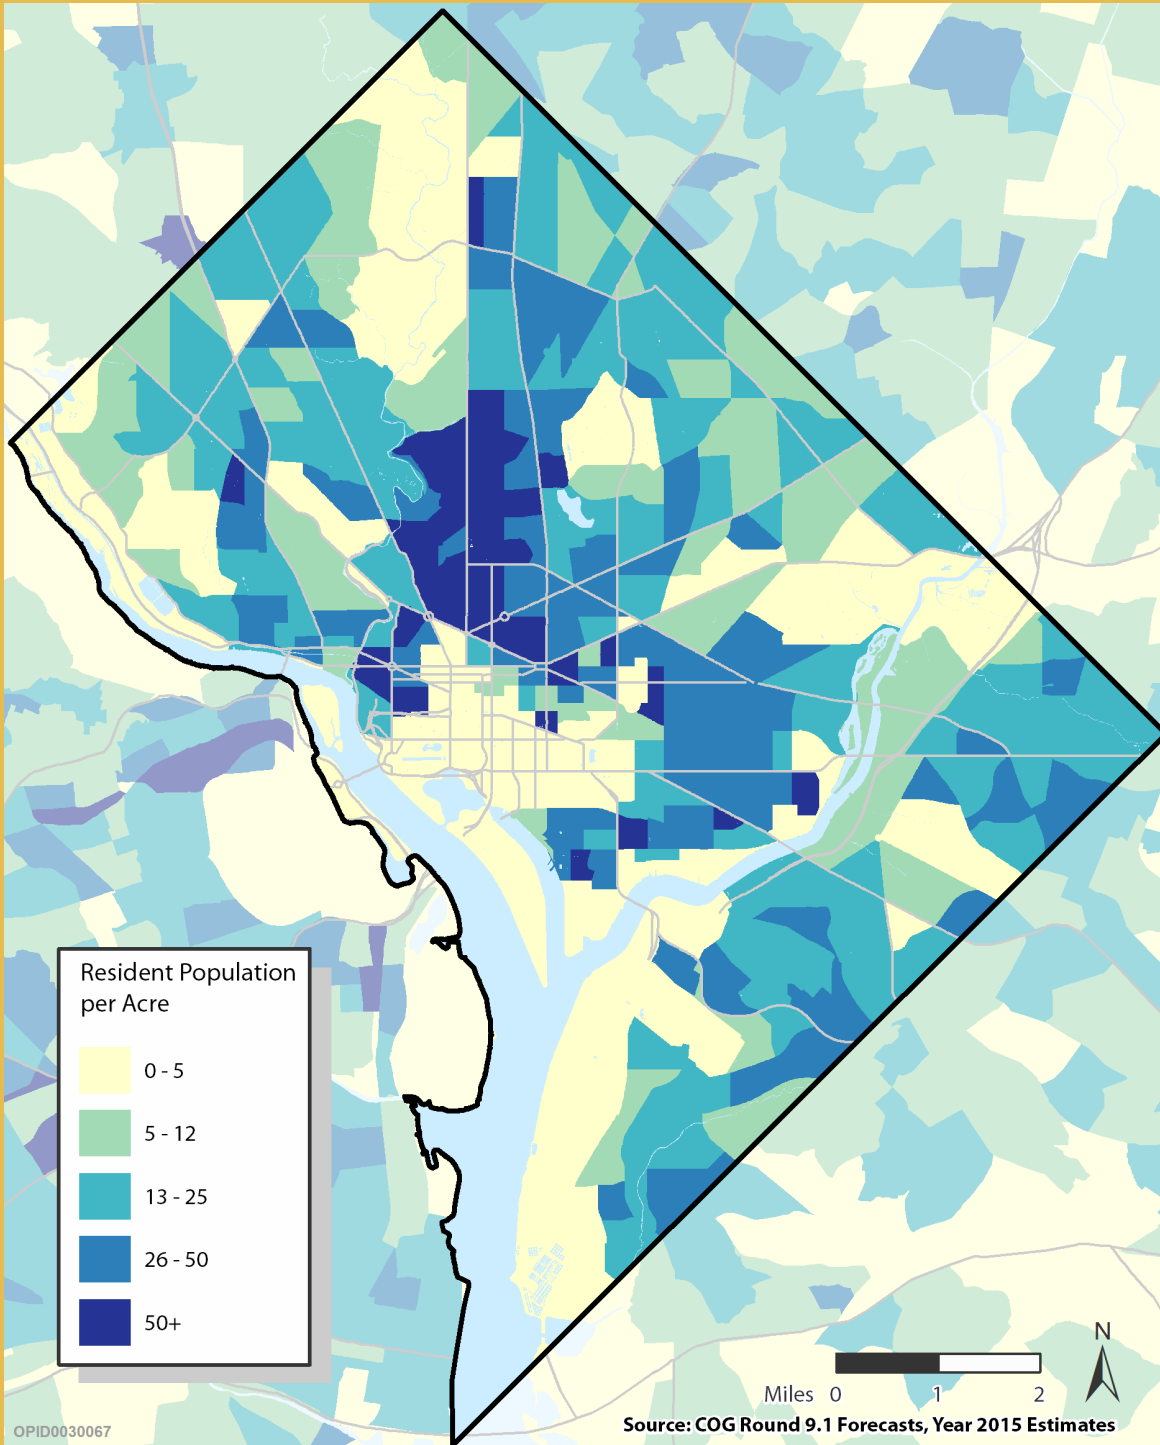 Resident Population
per Acre
0 - 5
5 - 12
13 - 25
26 - 50
50+
N
Miles 0 1 2
Source: COG Round 9.1 Forecasts, Year 2015 Estimates
OPID0030067